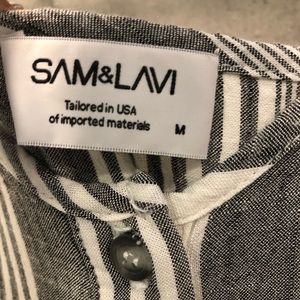 SAM&LAVI
Tailored in USA
of imported materials M